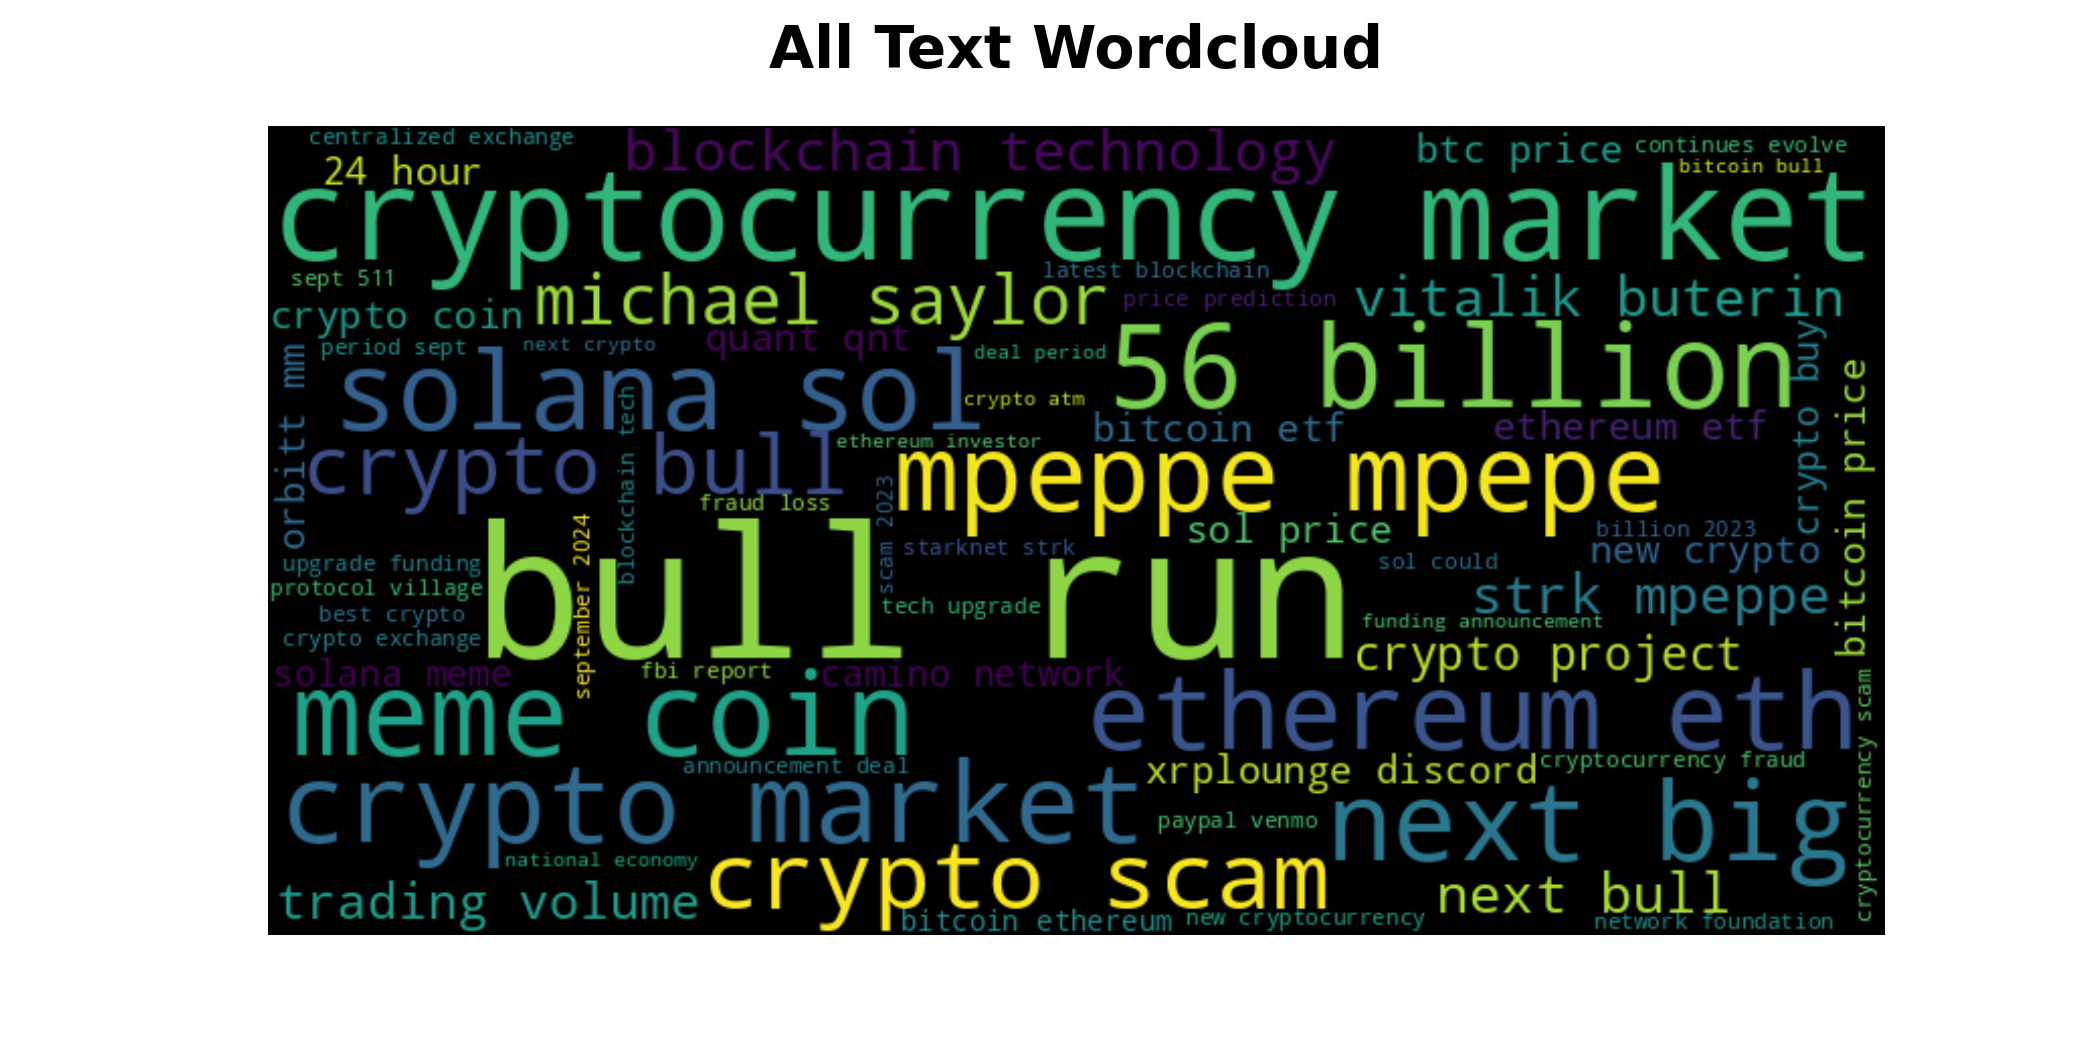 All Text Wordcloud
centralized exchange
24 hour
blockchain technology
btc price
continues evolve
bitcoin bull
cryptocurrency market
sept 511
michael saylor
latest blockchain
price prediction
vitalik buterin
crypto coin
quant qnt
period sept
next crypto
deal period
56 billion
orbitt mm
solana sol
crypto atm
crypto buy
bitcoin price
blockchain tech
bitcoin etf
ethereum etf
crypto bull
ethereum investor
mpeppe mpepe
fraud loss
scam 2023
sol price
billion 2023
september 2024
bull run
starknet strk
new crypto
upgrade funding
sol could
protocol village
tech upgrade
strk mpeppe
best crypto
funding announcement
crypto exchange
crypto project
solana meme
fbi report
camino network
cryptocurrency scam
meme coin
ethereum eth
announcement deal
xrplounge discord
cryptocurrency fraud
crypto market
paypal venmo
next big
national economy
crypto scam
trading volume
next bull
bitcoin ethereum
new cryptocurrency
network foundation